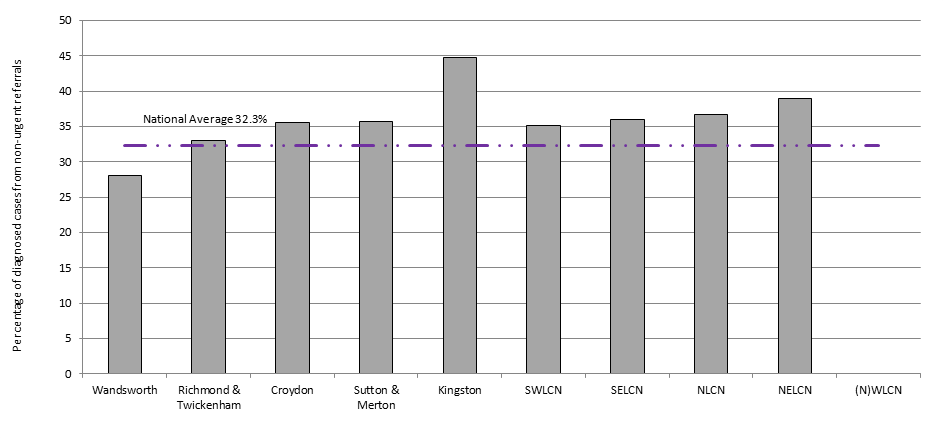 50
45
40
35
30
25
20
15
10
5
0
Percentage of diagnosed cases from non-urgent referrals
National Average 32.3%
Wandsworth
Richmond &
Twickenham
Croydon
Sutton &
Merton
Kingston
SWLCN
SELCN
NLCN
NELCN
(N)WLCN